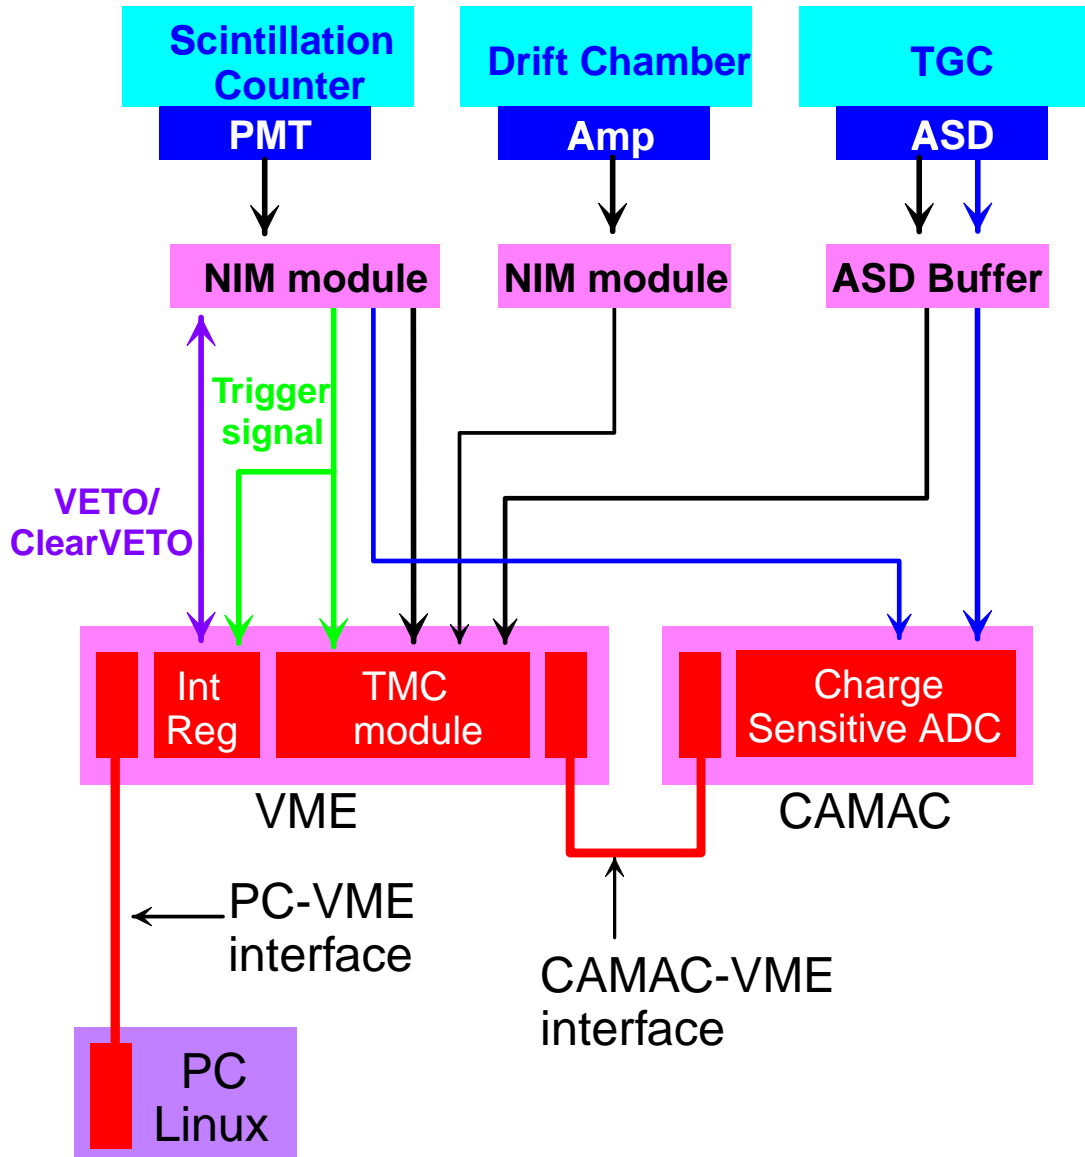 Scintillation
Counter
Drift Chamber
TGC
PMT
Amp
ASD
NIM module
NIM module
ASD Buffer
Trigger
signal
VETO/
ClearVETO
Int
Reg
TMC
module
Charge
Sensitive ADC
VME
CAMAC
PC-VME
interface
CAMAC-VME
interface
PC
Linux